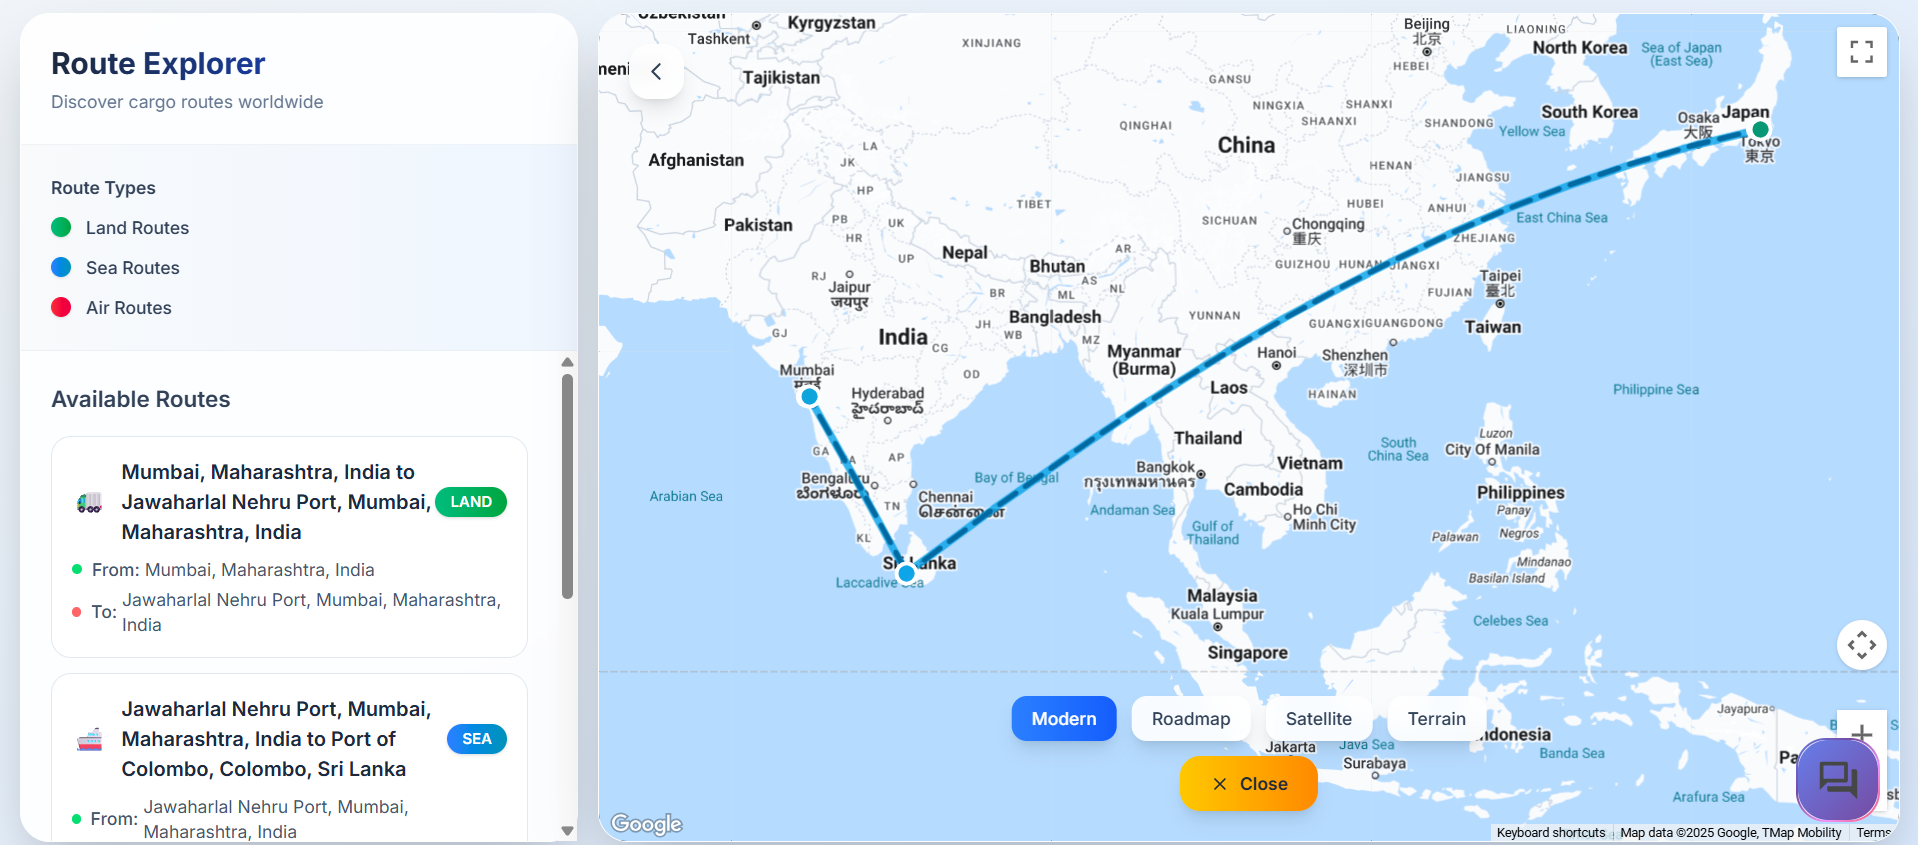 Route Explorer
Discover cargo routes worldwide
Route Types
Land Routes
Sea Routes
Air Routes
Available Routes
Mumbai, Maharashtra, India to
Jawaharlal Nehru Port, Mumbai,
Maharashtra, India
LAND
From: Mumbai, Maharashtra, India
To: Jawaharlal Nehru Port, Mumbai, Maharashtra,
India
Jawaharlal Nehru Port, Mumbai,
Maharashtra, India to Port of
Colombo, Colombo, Sri Lanka
SEA
From: Jawaharlal Nehru Port, Mumbai,
Maharashtra, India
Uzbekistan
Kyrgyzstan
Tashkent
XINJIANG
Tajikistan
Beijing
北京
HEBEI
LIAONING
North Korea
Sea of Japan
(East Sea)
GANSU
NINGXIA
SHANXI
SHAANXI
SHANDONG
South Korea
Yellow Sea
Osaka
大阪
Japan
Tokyo
東京
QINGHAI
China
Afghanistan
LA
JK
HP
HENAN
JIANGSU
TIBET
HUBEI
ANHUI
SICHUAN
Chongqing
重庆
East China Sea
ZHEJIANG
Pakistan
PB
UK
HR
UP
Nepal
Bhutan
AR
AS
NL
ML
GUIZHOU
HUNAN
JIANGXI
Taipei
臺北
FUJIAN
RJ
Jaipur
जयपुर
BR
Bangladesh
YUNNAN
GUANGXI
GUANGDONG
Taiwan
GJ
India
JH
WB
CG
MZ
Myanmar
(Burma)
Hanoi
Shenzhen
深圳市
Laos
HAINAN
Philippine Sea
Mumbai
मुंबई
OD
Hyderabad
హైదరాబాద్
Thailand
South
China Sea
Luzon
City Of Manila
GA
AP
Bengaluru
ಬೆಂಗಳೂರು
Bay of Bengal
Bangkok
กรุงเทพมหานคร
Vietnam
Cambodia
Philippines
Arabian Sea
Chennai
சென்னை
TN
Andaman Sea
Ho Chi
Minh City
Panay
Gulf of
Thailand
Palawan
Negros
KL
Sri Lanka
Laccadive Sea
Mindanao
Basilan Island
Malaysia
Kuala Lumpur
Celebes Sea
Singapore
Modern
Roadmap
Satellite
Terrain
Jayapura
Indonesia
Jakarta
Java Sea
Surabaya
Banda Sea
Close
Arafura Sea
Google
Keyboard shortcuts
Map data ©2025 Google, TMap Mobility
Terms